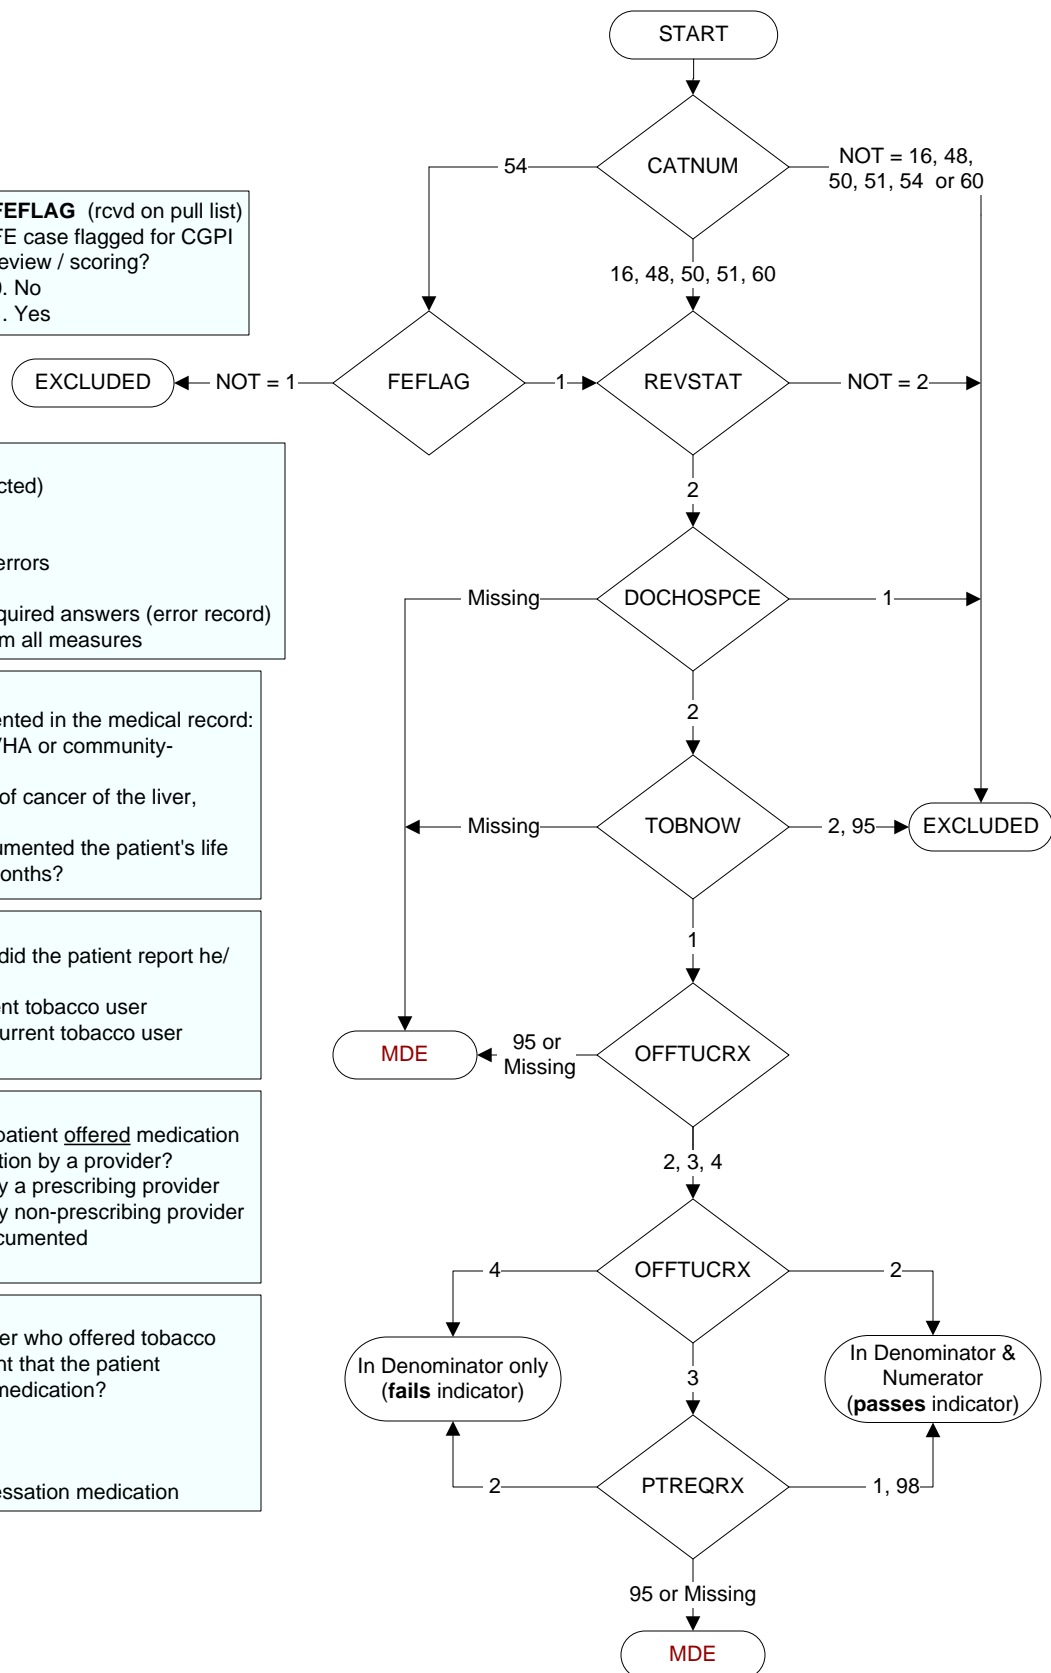 START
CATNUM
54
NOT = 16, 48,
50, 51, 54 or 60
16, 48, 50, 51, 60
FEFLAG (rcvd on pull list)
FE case flagged for CGPI
eview / scoring?
. No
. Yes
EXCLUDED
NOT = 1
FEFLAG
1
REVSTAT
NOT = 2
2
cted)
errors
quired answers (error record)
m all measures
Missing
DOCHOSPCE
1
2
ented in the medical record:
VHA or community-
of cancer of the liver,
umented the patient's life
onths?
Missing
TOBNOW
2, 95
EXCLUDED
1
did the patient report he/
ent tobacco user
current tobacco user
MDE
95 or
Missing
OFFTUCRX
2, 3, 4
patient offered medication
tion by a provider?
y a prescribing provider
y non-prescribing provider
cumented
4
OFFTUCRX
2
In Denominator only
(fails indicator)
3
In Denominator &
Numerator
(passes indicator)
er who offered tobacco
nt that the patient
medication?
essation medication
2
PTREQRX
1, 98
95 or Missing
MDE